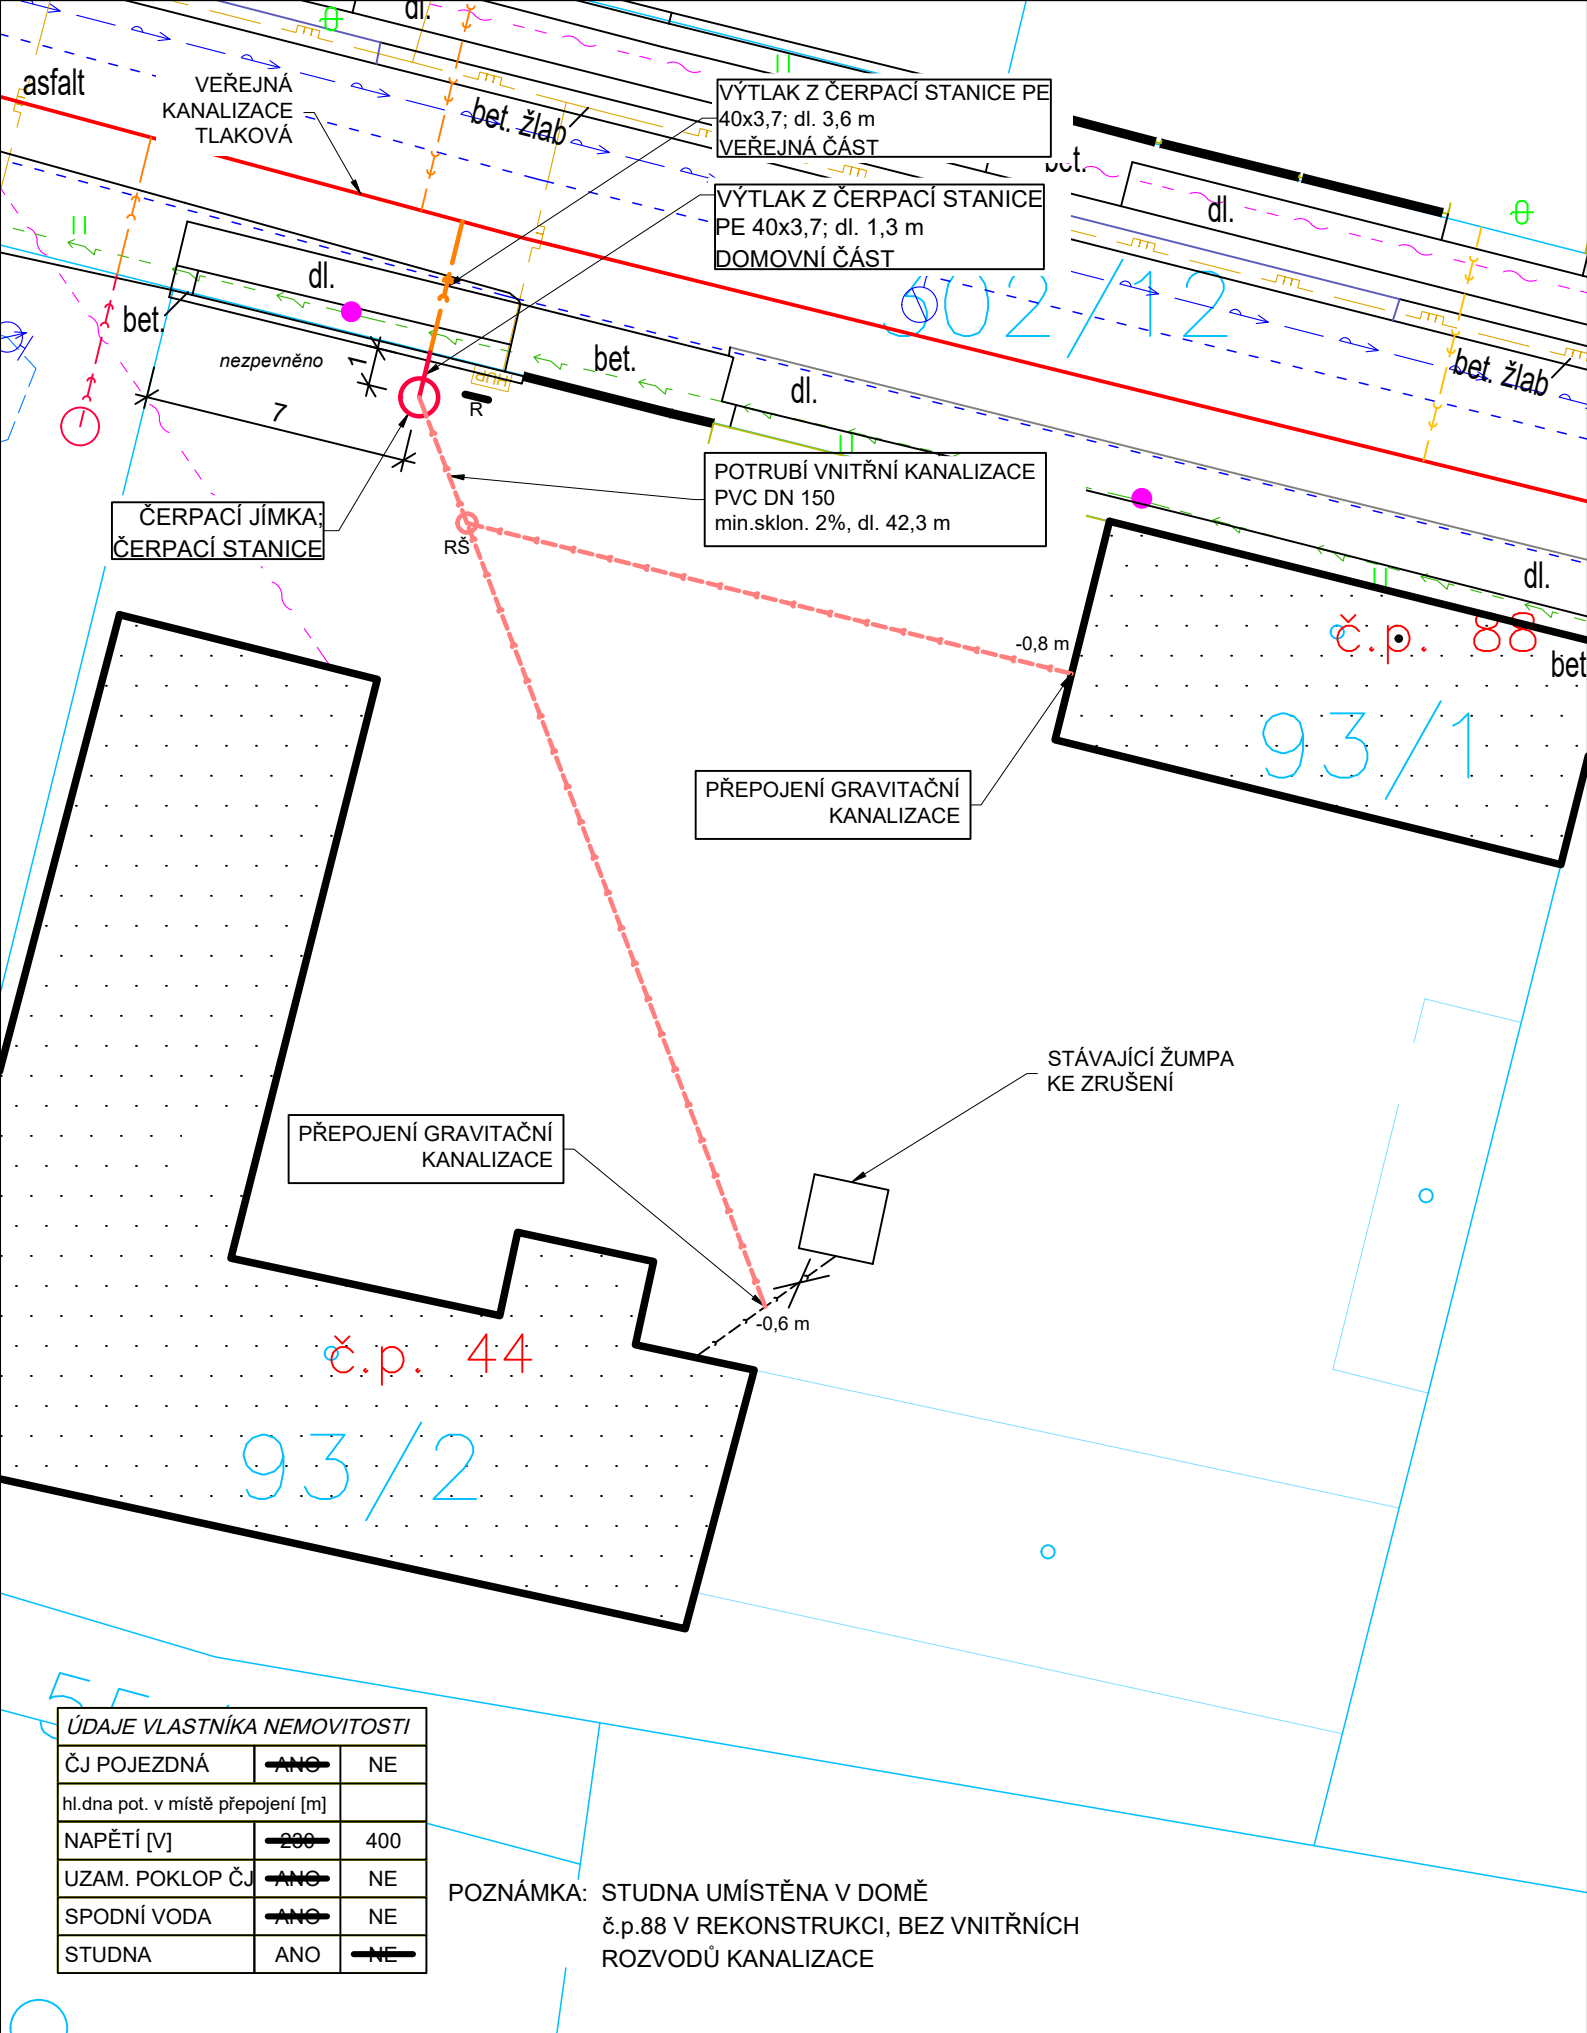 dl.
asfalt
VEŘEJNÁ
KANALIZACE
TLAKOVÁ
bet. žlab
VÝTLAK Z ČERPACÍ STANICE PE
40x3,7; dl. 3,6 m
VEŘEJNÁ ČÁST
bet.
VÝTLAK Z ČERPACÍ STANICE
PE 40x3,7; dl. 1,3 m
DOMOVNÍ ČÁST
dl.
dl.
602/12
bet.
nezpevněno
1
7
HUP
R
bet.
dl.
bet. žlab
POTRUBÍ VNITŘNÍ KANALIZACE
PVC DN 150
min.sklon. 2%, dl. 42,3 m
ČERPACÍ JÍMKA;
ČERPACÍ STANICE
RŠ
dl.
-0,8 m
č.p. 88
bet
93/1
PŘEPOJENÍ GRAVITAČNÍ
KANALIZACE
STÁVAJÍCÍ ŽUMPA
KE ZRUŠENÍ
PŘEPOJENÍ GRAVITAČNÍ
KANALIZACE
-0,6 m
č.p. 44
93/2
ÚDAJE VLASTNÍKA NEMOVITOSTI
ČJ POJEZDNÁ ANO NE
hl.dna pot. v místě přepojení [m]
NAPĚTÍ [V] 230 400
UZAM. POKLOP ČJ ANO NE
SPODNÍ VODA ANO NE
STUDNA ANO NE
POZNÁMKA: STUDNA UMÍSTĚNA V DOMĚ
č.p.88 V REKONSTRUKCI, BEZ VNITŘNÍCH
ROZVODŮ KANALIZACE